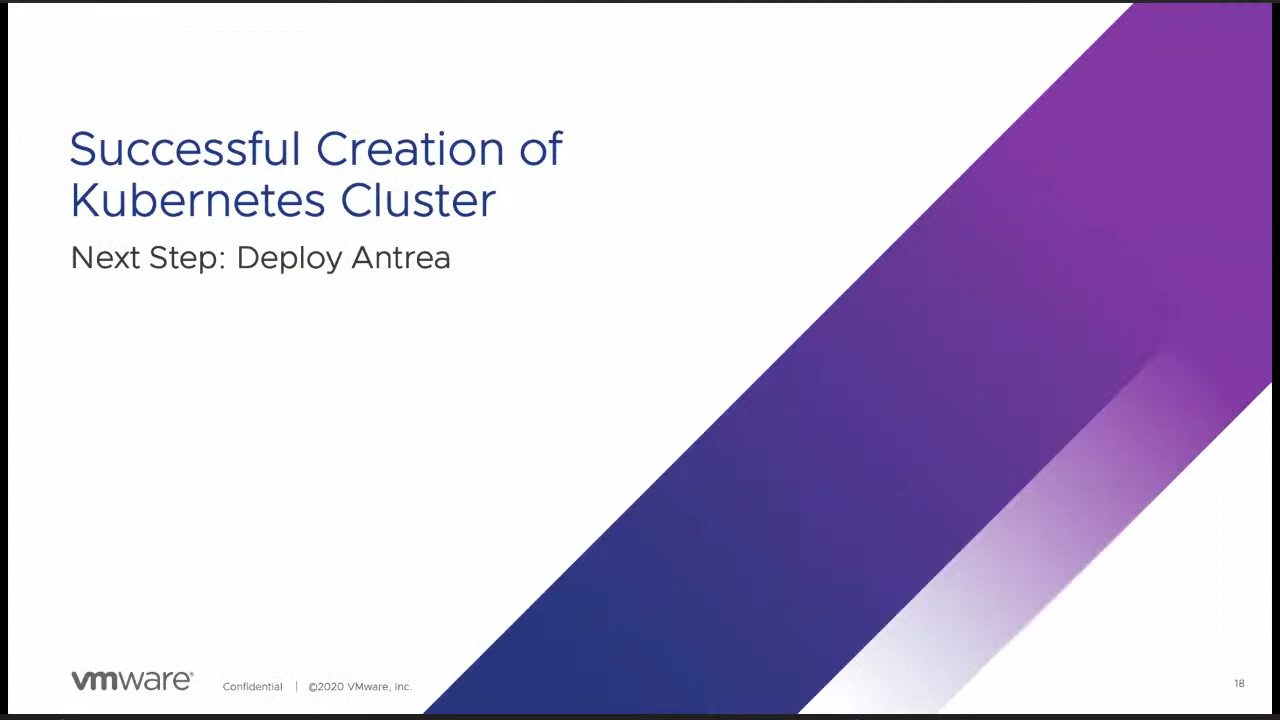 Successful Creation of
Kubernetes Cluster
Next Step: Deploy Antrea
vmware®
Confidential | ©2020 VMware, Inc.
18